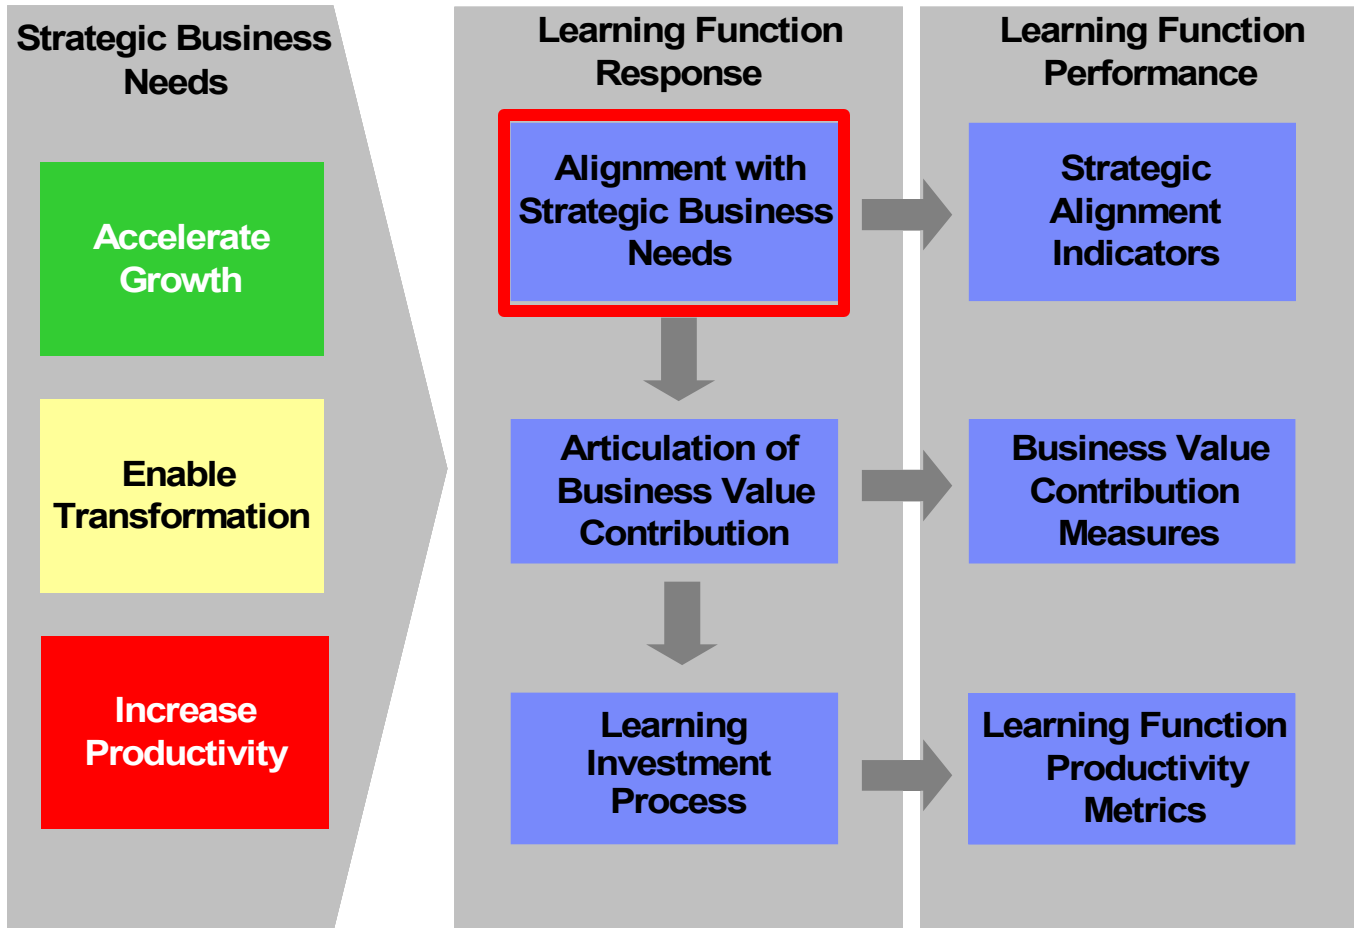 Strategic Business
Needs
Accelerate
Growth
Enable
Transformation
Increase
Productivity
Learning Function
Response
Alignment with
Strategic Business
Needs
Articulation of
Business Value
Contribution
Learning
Investment
Process
Learning Function
Performance
Strategic
Alignment
Indicators
Business Value
Contribution
Measures
Learning Function
Productivity
Metrics